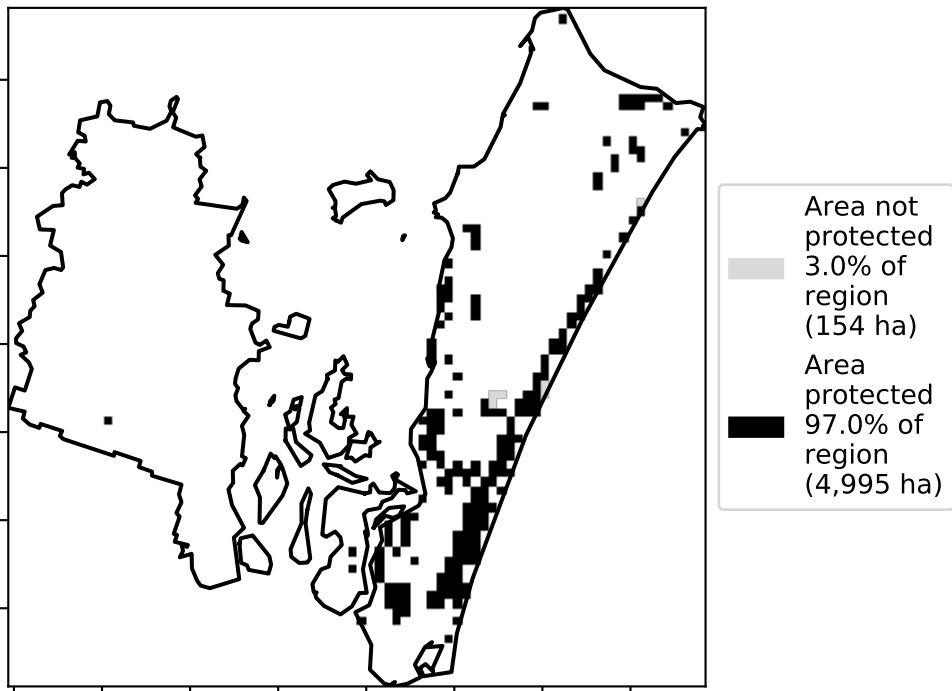 Area not
protected
3.0% of
region
(154 ha)
Area
protected
97.0% of
region
(4,995 ha)